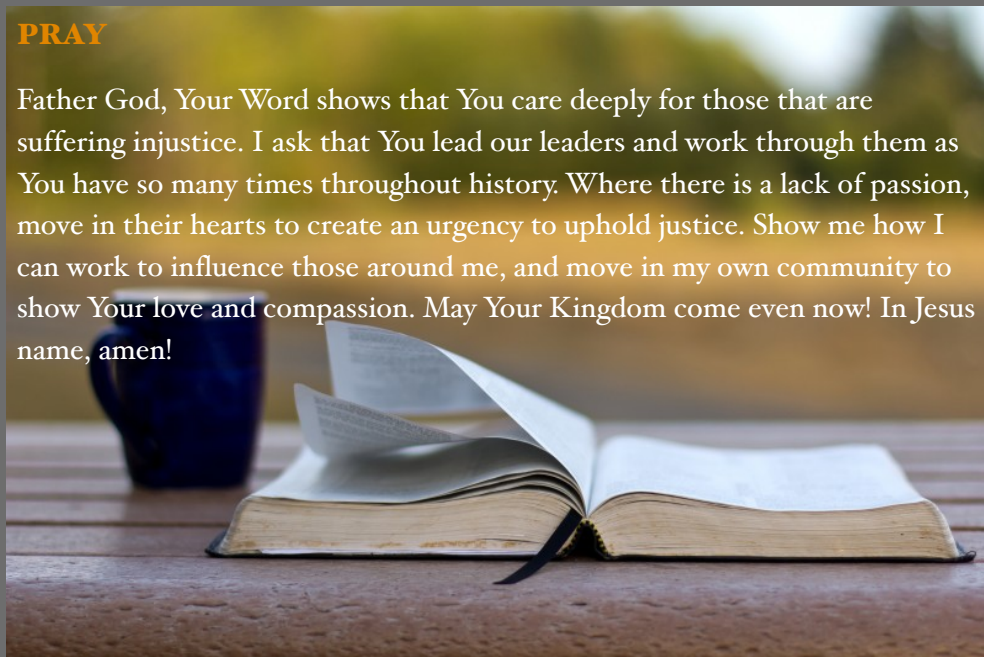 PRAY
Father God, Your Word shows that You care deeply for those that are
suffering injustice. I ask that You lead our leaders and work through them as
You have so many times throughout history. Where there is a lack of passion,
move in their hearts to create an urgency to uphold justice. Show me how I
can work to influence those around me, and move in my own community to
show Your love and compassion. May Your Kingdom come even now! In Jesus
name, amen!